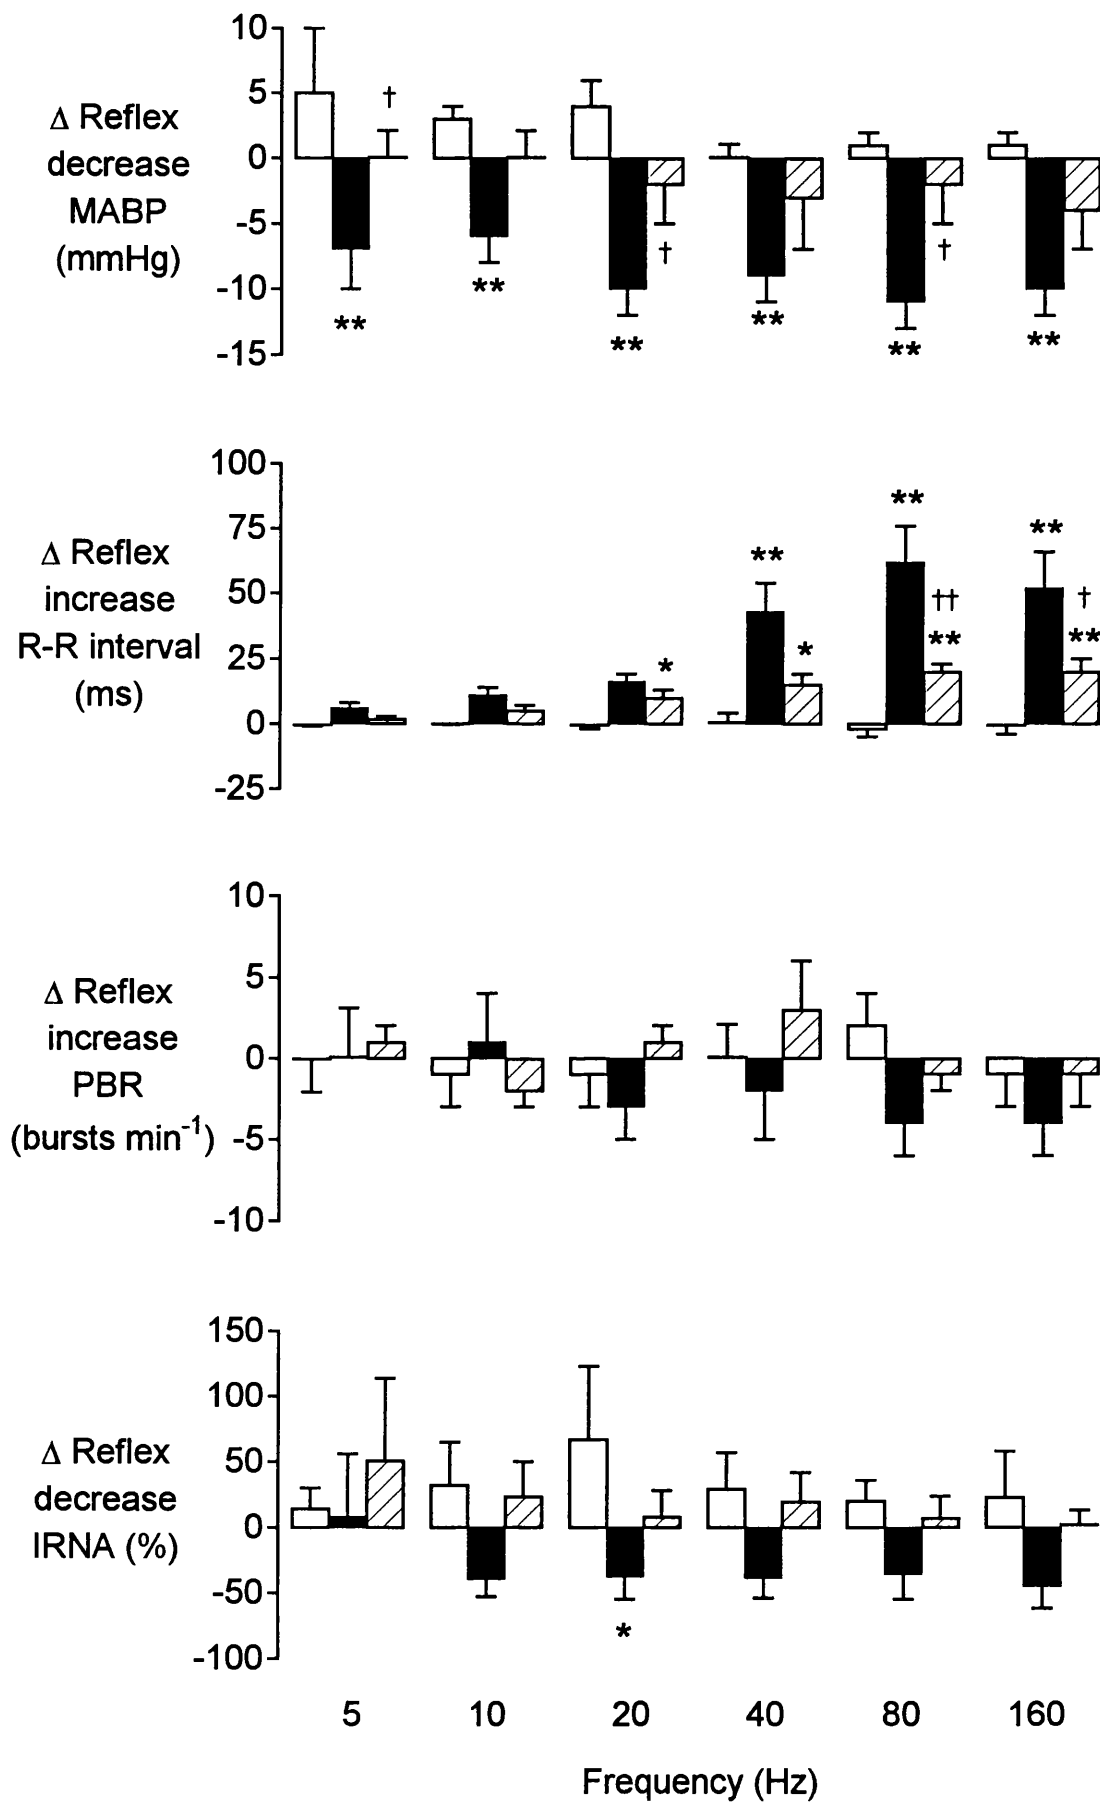 10
5
0
-5
-10
-15
Δ Reflex
decrease
MABP
(mmHg)
†
**
**
**
†
**
**
†
**
100
75
50
25
0
-25
Δ Reflex
increase
R-R interval
(ms)
*
**
*
**
††
**
**
†
**
10
5
0
-5
-10
Δ Reflex
increase
PBR
(bursts min⁻¹)
150
100
50
0
-50
-100
Δ Reflex
decrease
IRNA (%)
*
5 10 20 40 80 160
Frequency (Hz)